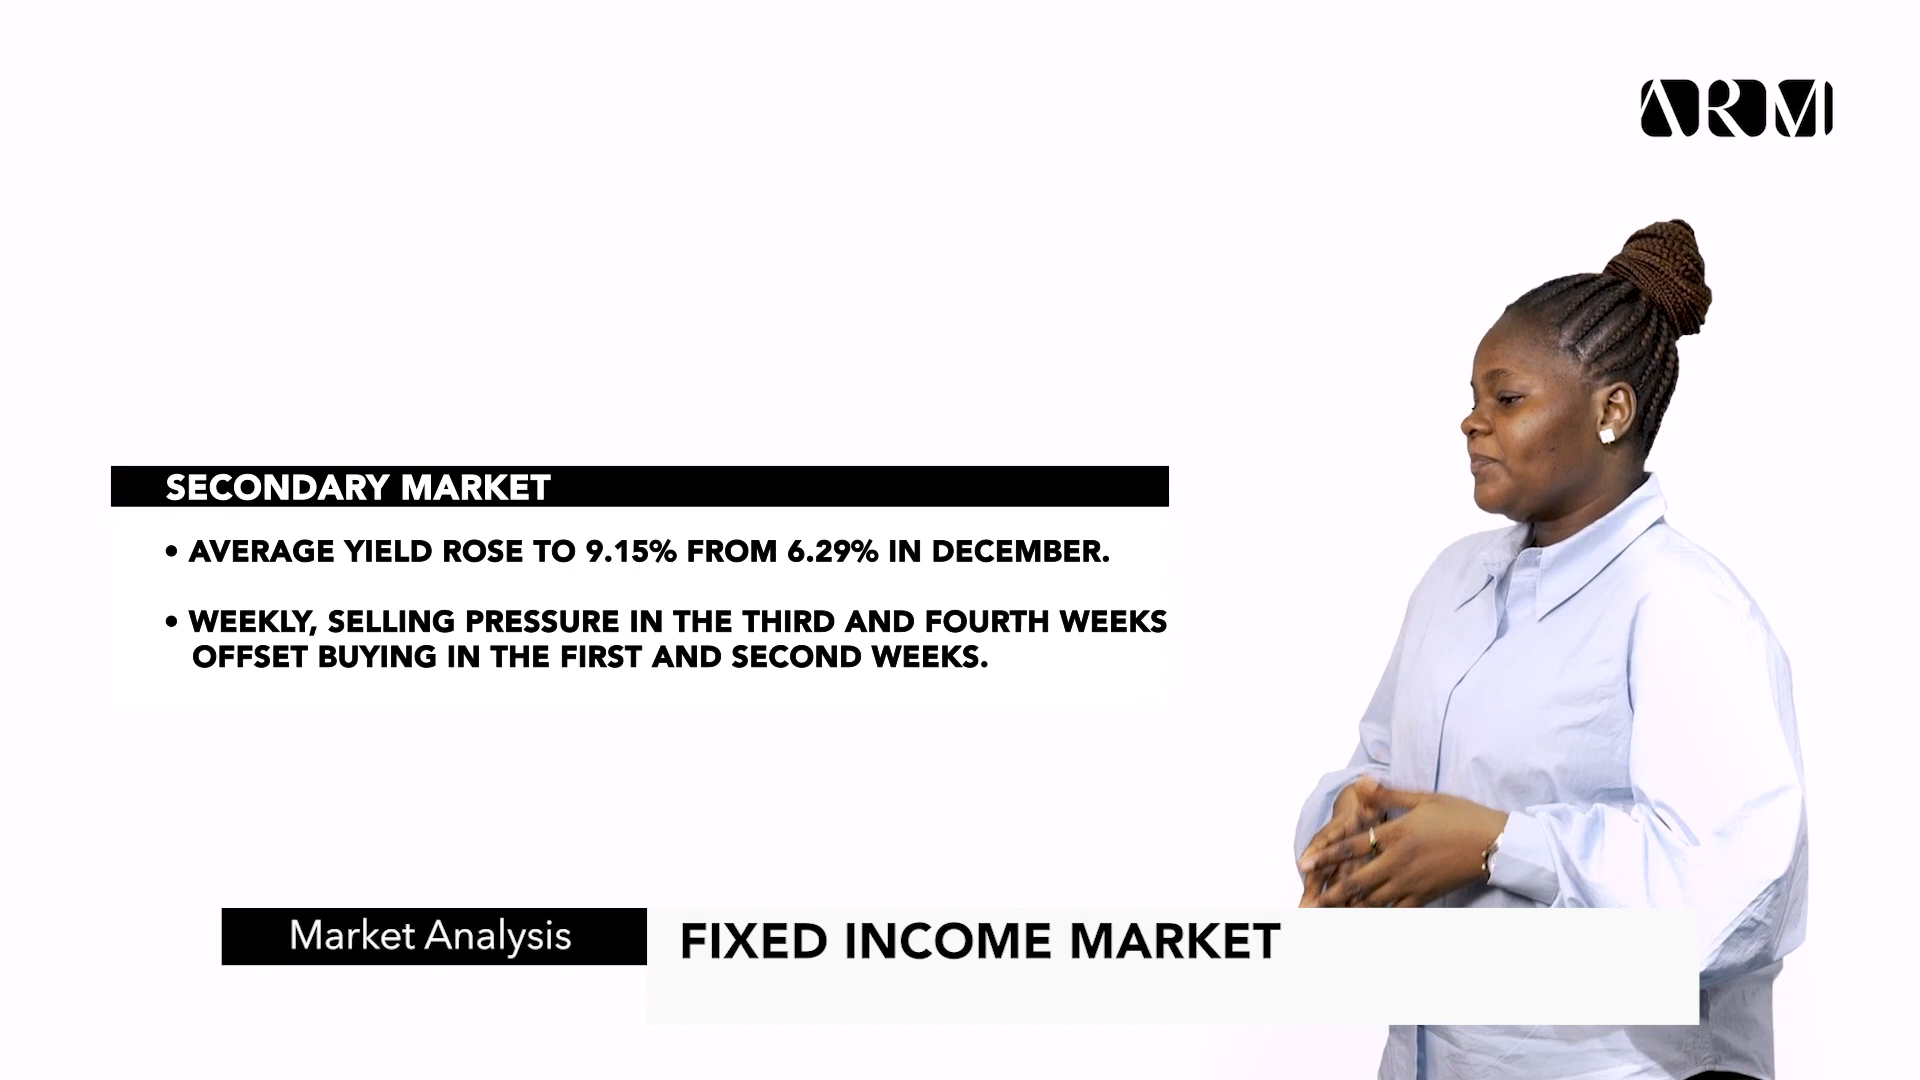 ARM
SECONDARY MARKET
• AVERAGE YIELD ROSE TO 9.15% FROM 6.29% IN DECEMBER.
• WEEKLY, SELLING PRESSURE IN THE THIRD AND FOURTH WEEKS
OFFSET BUYING IN THE FIRST AND SECOND WEEKS.
Market Analysis
FIXED INCOME MARKET